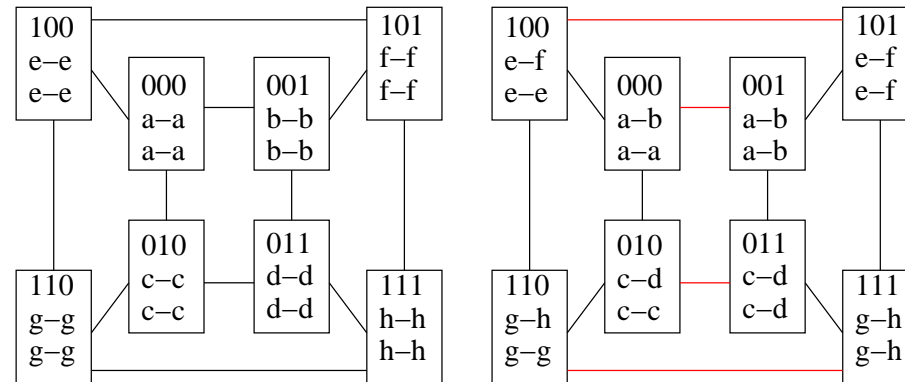 100
e–e
e–e
101
f–f
f–f
000
a–a
a–a
001
b–b
b–b
010
c–c
c–c
011
d–d
d–d
110
g–g
g–g
111
h–h
h–h
100
e–f
e–e
101
e–f
e–f
000
a–b
a–a
001
a–b
a–b
010
c–d
c–c
011
c–d
c–d
110
g–h
g–g
111
g–h
g–h